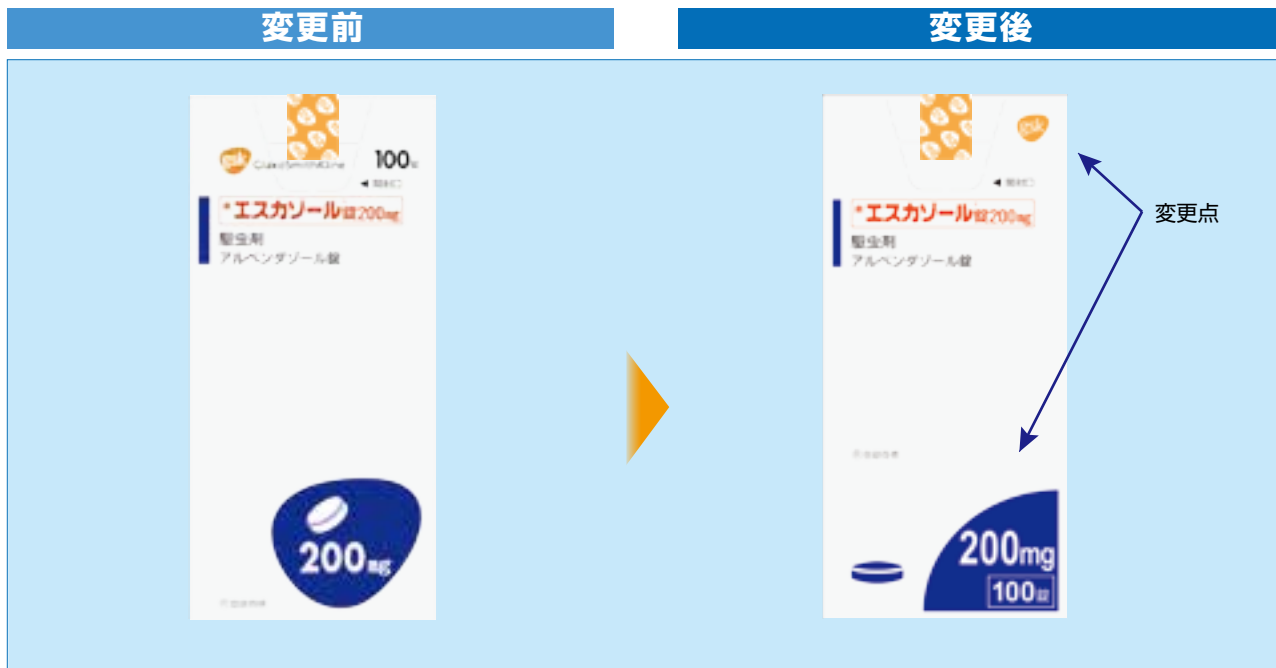 変更前
変更後
gsk GlaxoSmithKline 100錠
◀ 開封口
*エスカゾール錠200mg
駆虫剤
アルベンダゾール錠
200mg
gsk
◀ 開封口
*エスカゾール錠200mg
駆虫剤
アルベンダゾール錠
200mg
100錠
変更点